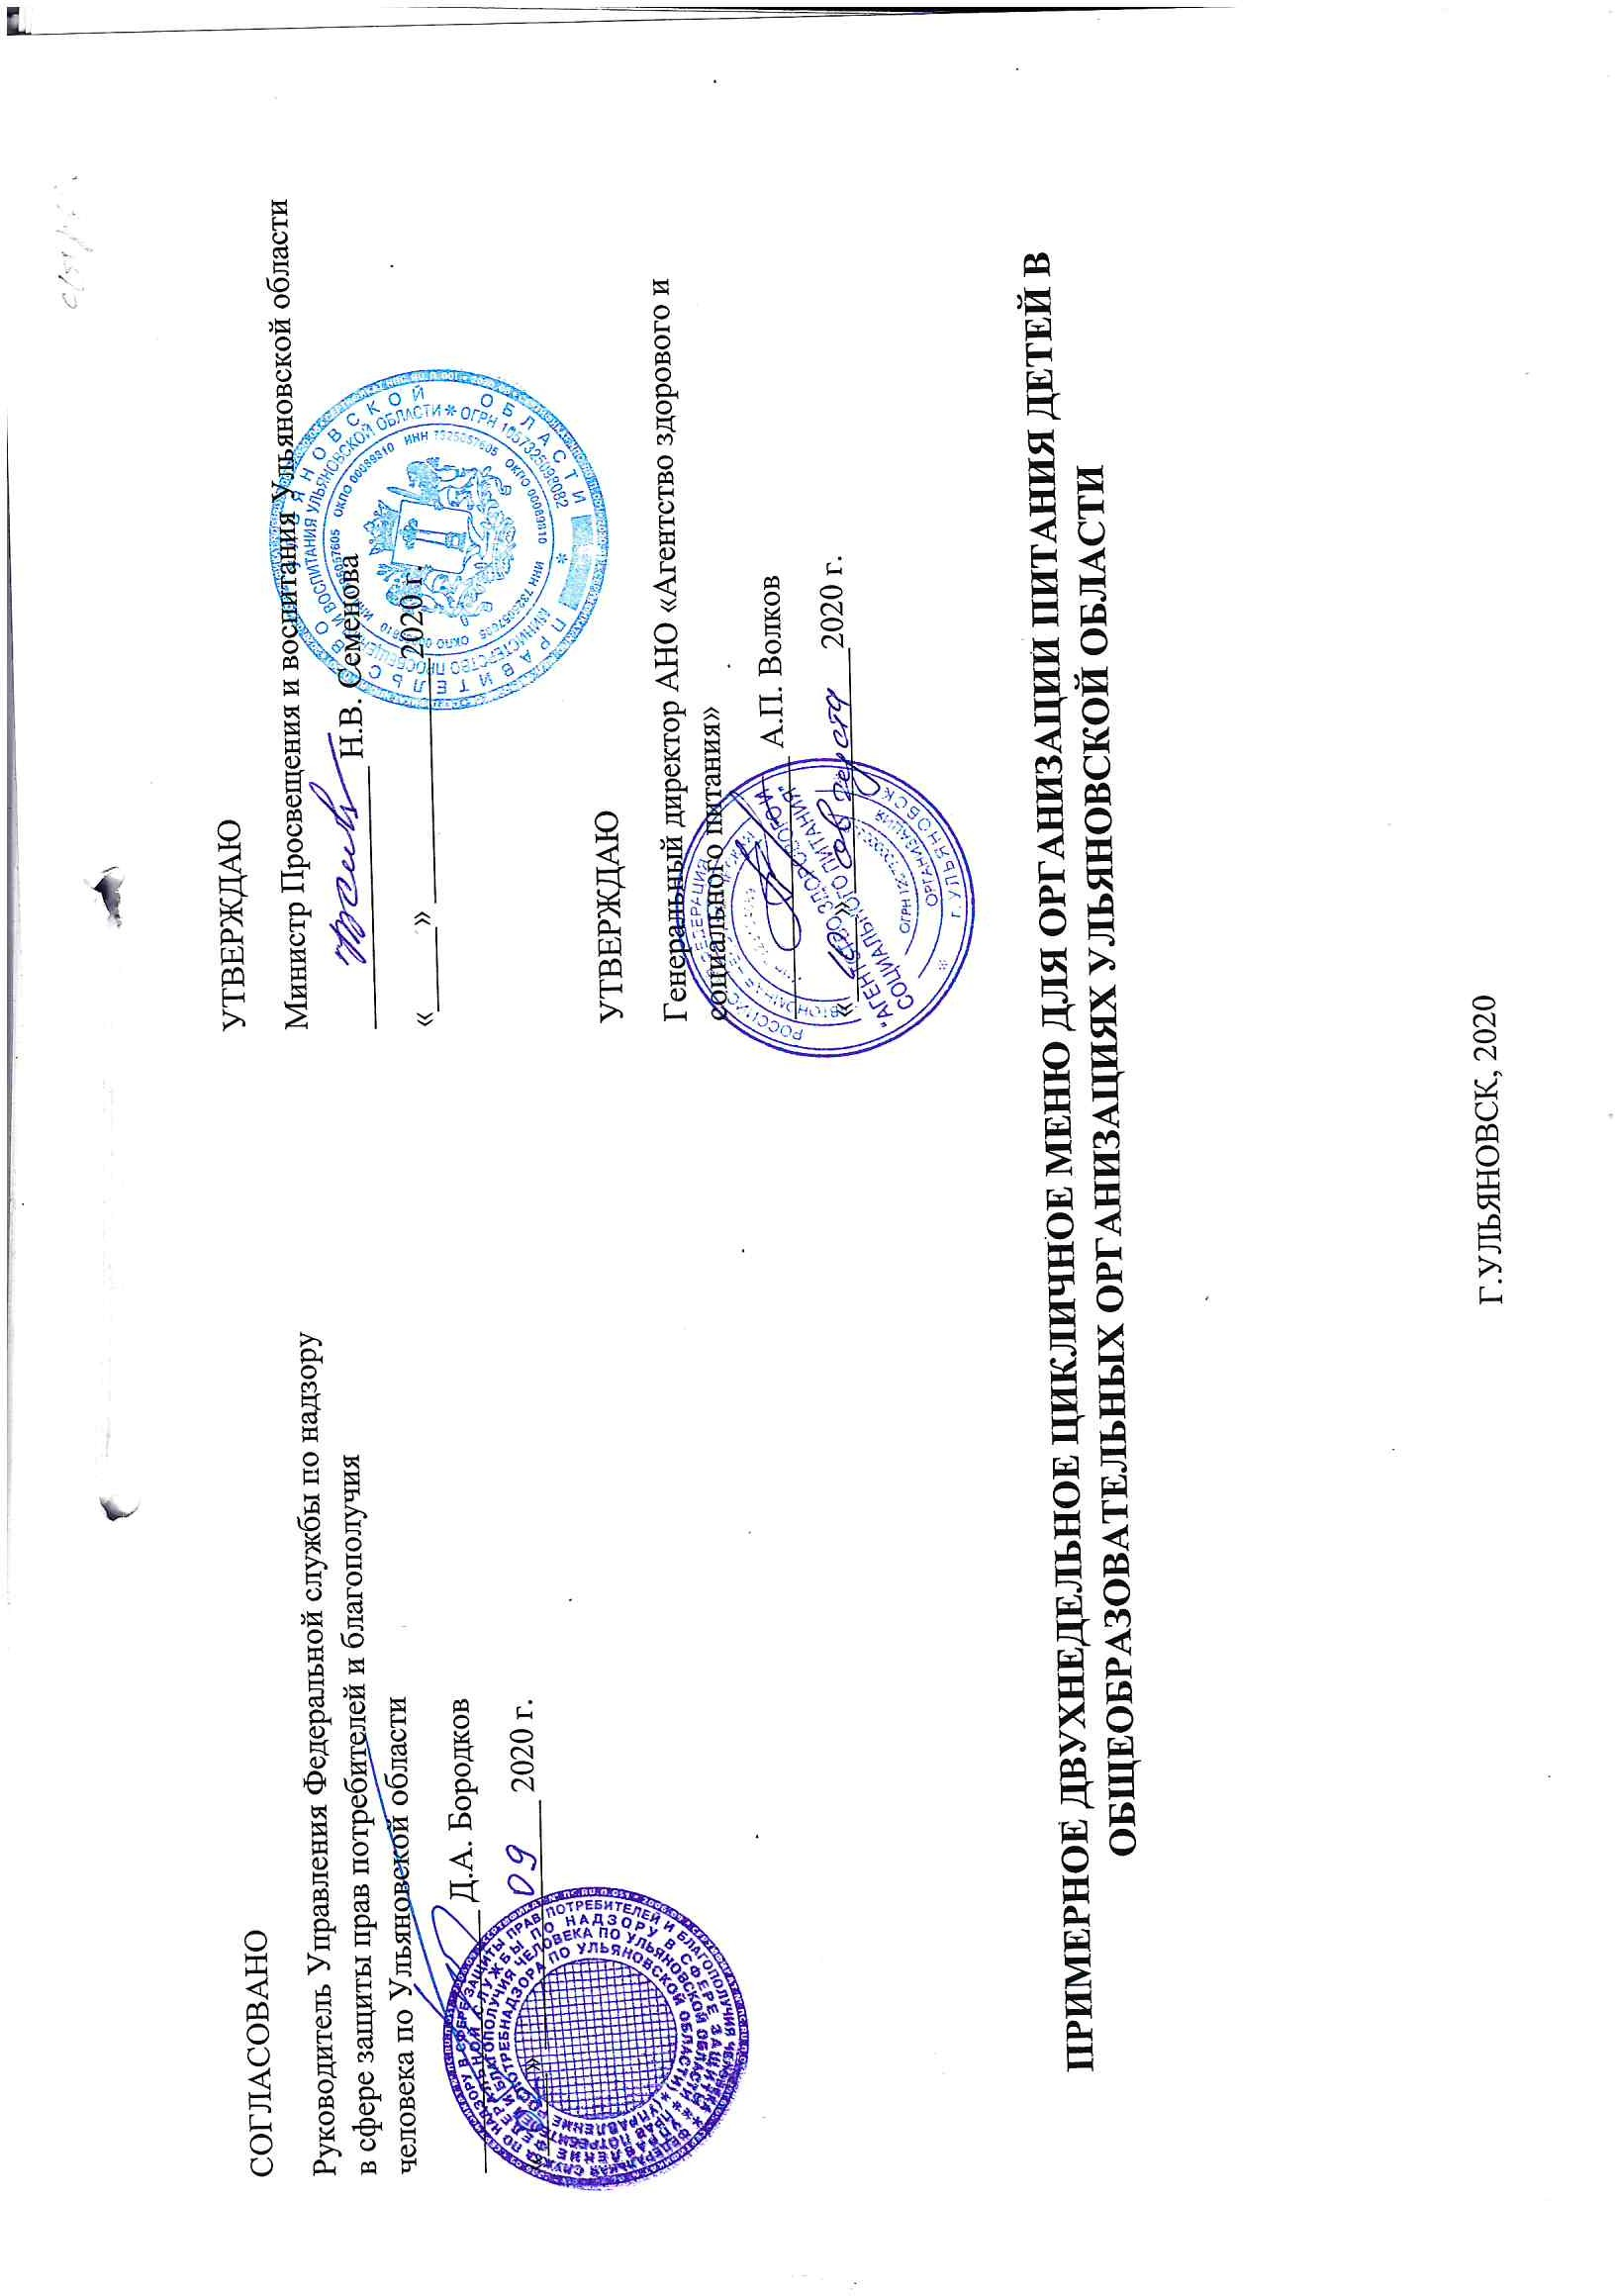 СОГЛАСОВАНО
Руководитель Управления Федеральной службы по надзору
в сфере защиты прав потребителей и благополучия
человека по Ульяновской области
Д.А. Бородков
» 09 2020 г.
УТВЕРЖДАЮ
Министр Просвещения и воспитания Ульяновской области
Н.В. Семенова
«____» ______________ 2020 г.
УТВЕРЖДАЮ
Генеральный директор АНО «Агентство здорового и
социального питания»
А.П. Волков
« » августа 2020 г.
ПРИМЕРНОЕ ДВУХНЕДЕЛЬНОЕ ЦИКЛИЧНОЕ МЕНЮ ДЛЯ ОРГАНИЗАЦИИ ПИТАНИЯ ДЕТЕЙ В
ОБЩЕОБРАЗОВАТЕЛЬНЫХ ОРГАНИЗАЦИЯХ УЛЬЯНОВСКОЙ ОБЛАСТИ
Г.УЛЬЯНОВСК, 2020